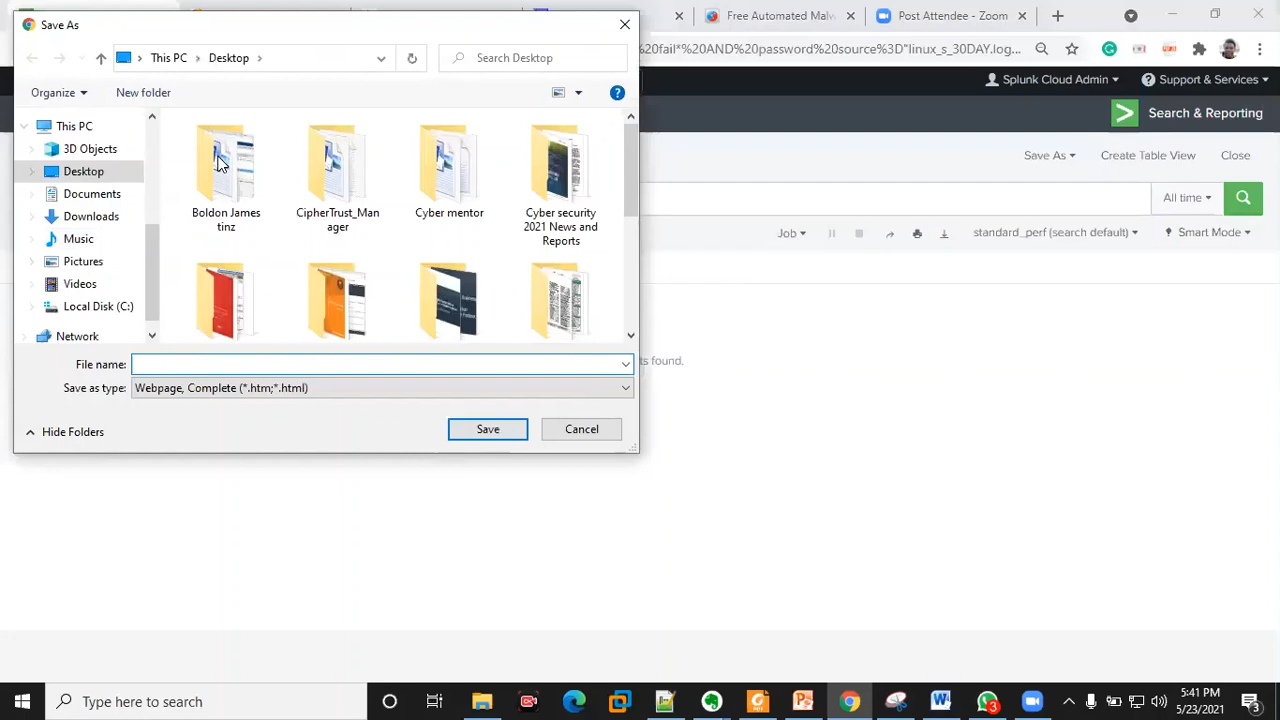 Save As
Free Automated Malw
Post Attendee - Zoom
This PC
Desktop
Search Desktop
%20fail*%20AND%20password%20source%3D"linux_s_30DAY.log...
Organize
New folder
Splunk Cloud Admin
Support & Services
Search & Reporting
This PC
3D Objects
Desktop
Documents
Downloads
Music
Pictures
Videos
Local Disk (C:)
Network
Boldon James
tinz
CipherTrust_Man
ager
Cyber mentor
Cyber security
2021 News and
Reports
Save As
Create Table View
Close
All time
Job
standard_perf (search default)
Smart Mode
File name:
Save as type:
Webpage, Complete (*.htm;*.html)
ts found.
Hide Folders
Save
Cancel
Type here to search
3
5:41 PM
5/23/2021
3